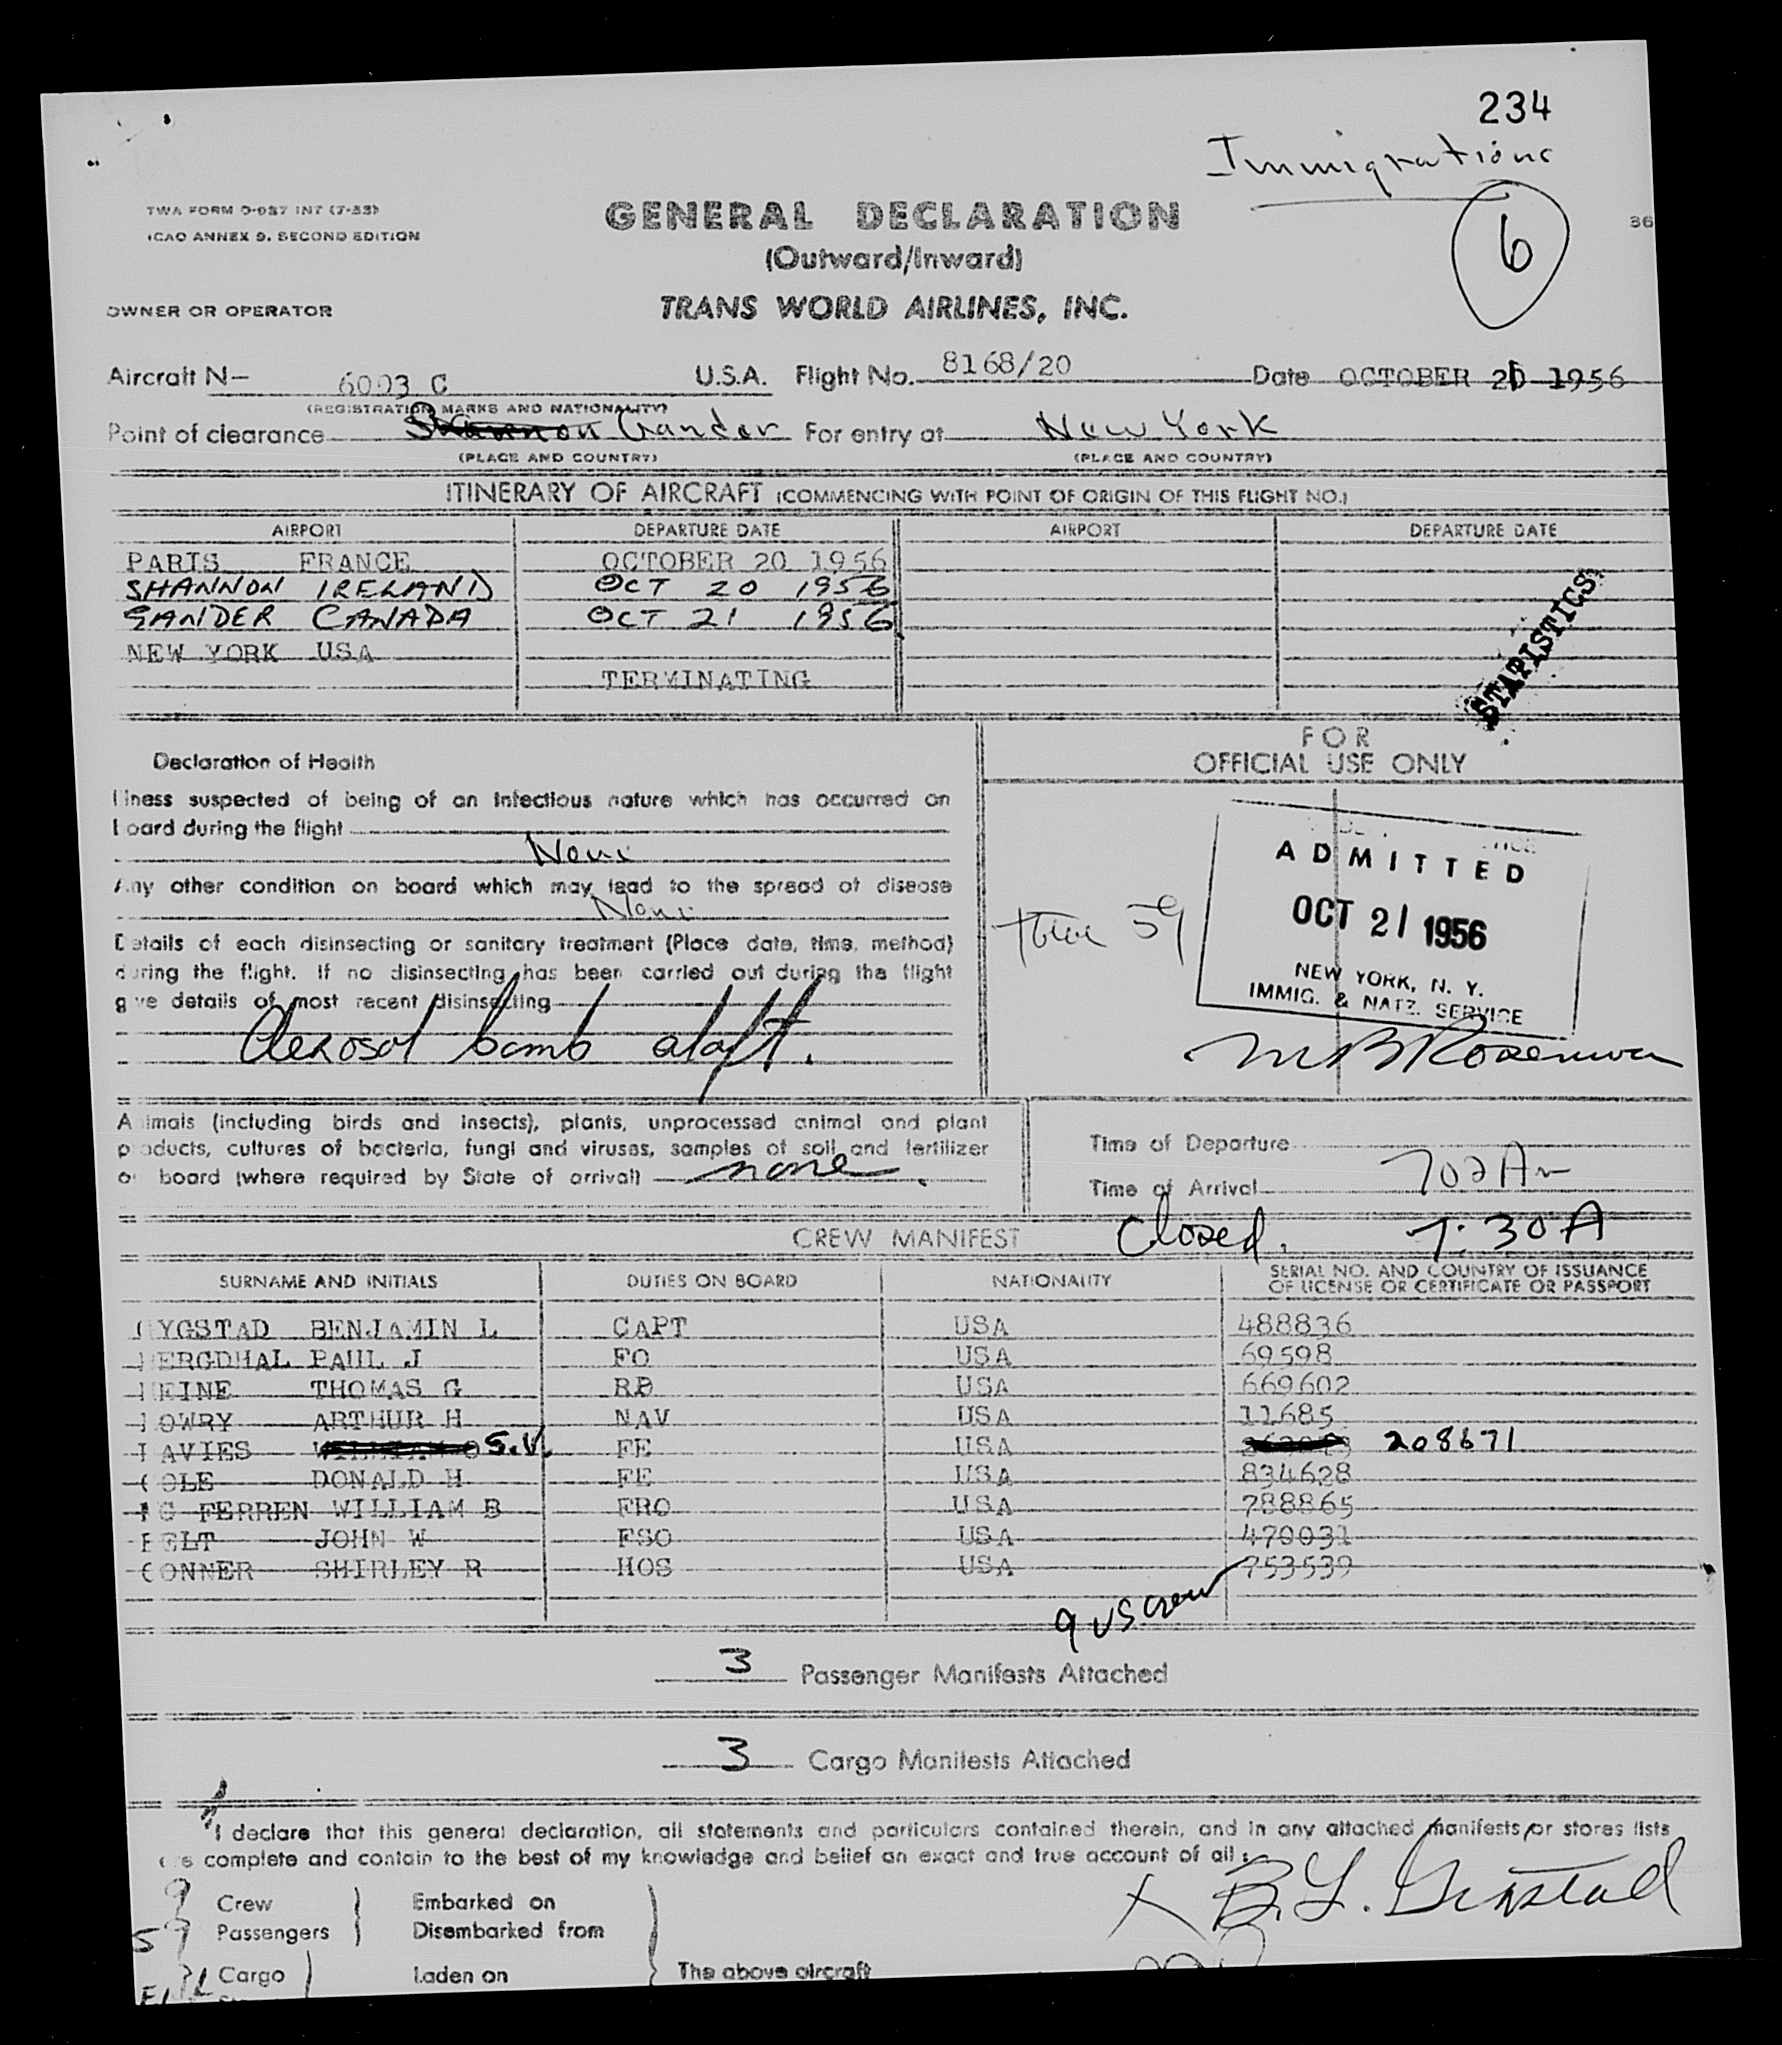 234
Immigrations
6
TWA FORM O-987 INT (7-55)
ICAO ANNEX 9, SECOND EDITION
GENERAL DECLARATION
36
(Outward/Inward)
OWNER OR OPERATOR
TRANS WORLD AIRLINES, INC.
Aircraft N- 6003 C U.S.A. Flight No. 8168/20 Date OCTOBER 21 1956
(REGISTRATION MARKS AND NATIONALITY)
Point of clearance Shannon Gander For entry at New York
(PLACE AND COUNTRY) (PLACE AND COUNTRY)
ITINERARY OF AIRCRAFT (COMMENCING WITH POINT OF ORIGIN OF THIS FLIGHT NO.)
AIRPORT DEPARTURE DATE AIRPORT DEPARTURE DATE
PARIS FRANCE OCTOBER 20 1956
SHANNON IRELAND OCT 20 1956
GANDER CANADA OCT 21 1956
NEW YORK USA
TERMINATING
STATISTICS
Declaration of Health
FOR
OFFICIAL USE ONLY
Illness suspected of being of an infectious nature which has occurred on
board during the flight
None
Any other condition on board which may lead to the spread of disease
None
Details of each disinsecting or sanitary treatment (Place date, time, method)
during the flight. If no disinsecting has been carried out during the flight
give details of most recent disinsecting
Aerosol bomb aloft.
59
ADMITTED
OCT 21 1956
NEW YORK, N. Y.
IMMIG. & NATZ. SERVICE
Animals (including birds and insects), plants, unprocessed animal and plant
products, cultures of bacteria, fungi and viruses, samples of soil and fertilizer
on board (where required by State of arrival) none.
Time of Departure
Time of Arrival 702 Am
CREW MANIFEST Closed. 7:30 A
SURNAME AND INITIALS DUTIES ON BOARD NATIONALITY SERIAL NO. AND COUNTRY OF ISSUANCE
OF LICENSE OR CERTIFICATE OR PASSPORT
YGSTAD BENJAMIN L CAPT USA 488836
ERGDHAL PAUL J FO USA 69598
EINE THOMAS G RP USA 669602
OWRY ARTHUR H NAV USA 11685
AVIES S.V. FE USA 208671
OLE DONALD H FE USA 834628
C FERREN WILLIAM B FRO USA 788865
ELT JOHN W FSO USA 470031
CONNER SHIRLEY R HOS USA 753539
9 US Crew
3 Passenger Manifests Attached
3 Cargo Manifests Attached
I declare that this general declaration, all statements and particulars contained therein, and in any attached manifests or stores lists
are complete and contain to the best of my knowledge and belief an exact and true account of all:
9 Crew Embarked on
59 Passengers Disembarked from
Cargo Laden on The above aircraft
X B. L.